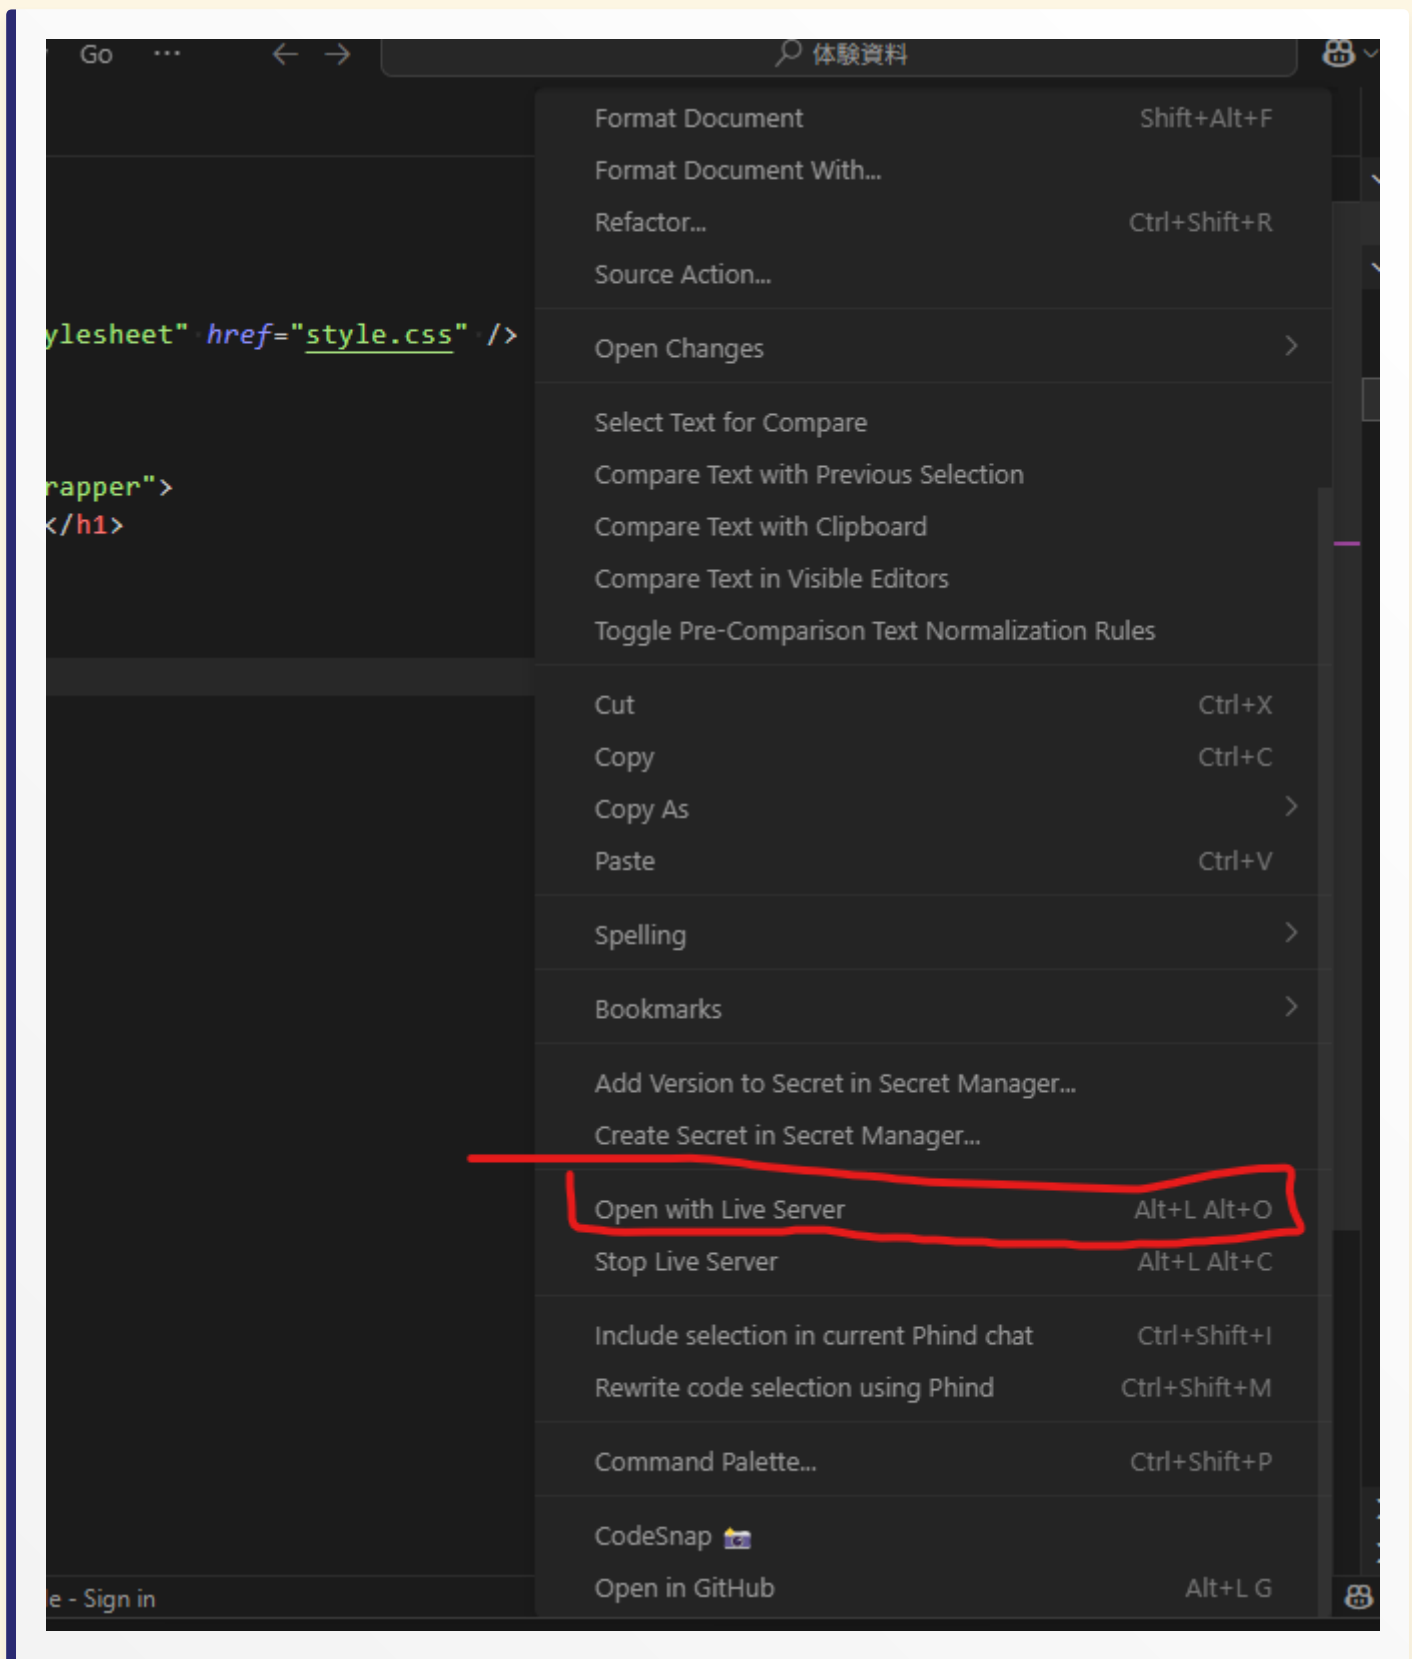 Go ...
体験資料
Format Document Shift+Alt+F
Format Document With...
Refactor... Ctrl+Shift+R
Source Action...
ylesheet" href="style.css" />
Open Changes
Select Text for Compare
Compare Text with Previous Selection
rapper">
</h1>
Compare Text with Clipboard
Compare Text in Visible Editors
Toggle Pre-Comparison Text Normalization Rules
Cut Ctrl+X
Copy Ctrl+C
Copy As
Paste Ctrl+V
Spelling
Bookmarks
Add Version to Secret in Secret Manager...
Create Secret in Secret Manager...
Open with Live Server Alt+L Alt+O
Stop Live Server Alt+L Alt+C
Include selection in current Phind chat Ctrl+Shift+I
Rewrite code selection using Phind Ctrl+Shift+M
Command Palette... Ctrl+Shift+P
CodeSnap 📸
Open in GitHub Alt+L G
le - Sign in